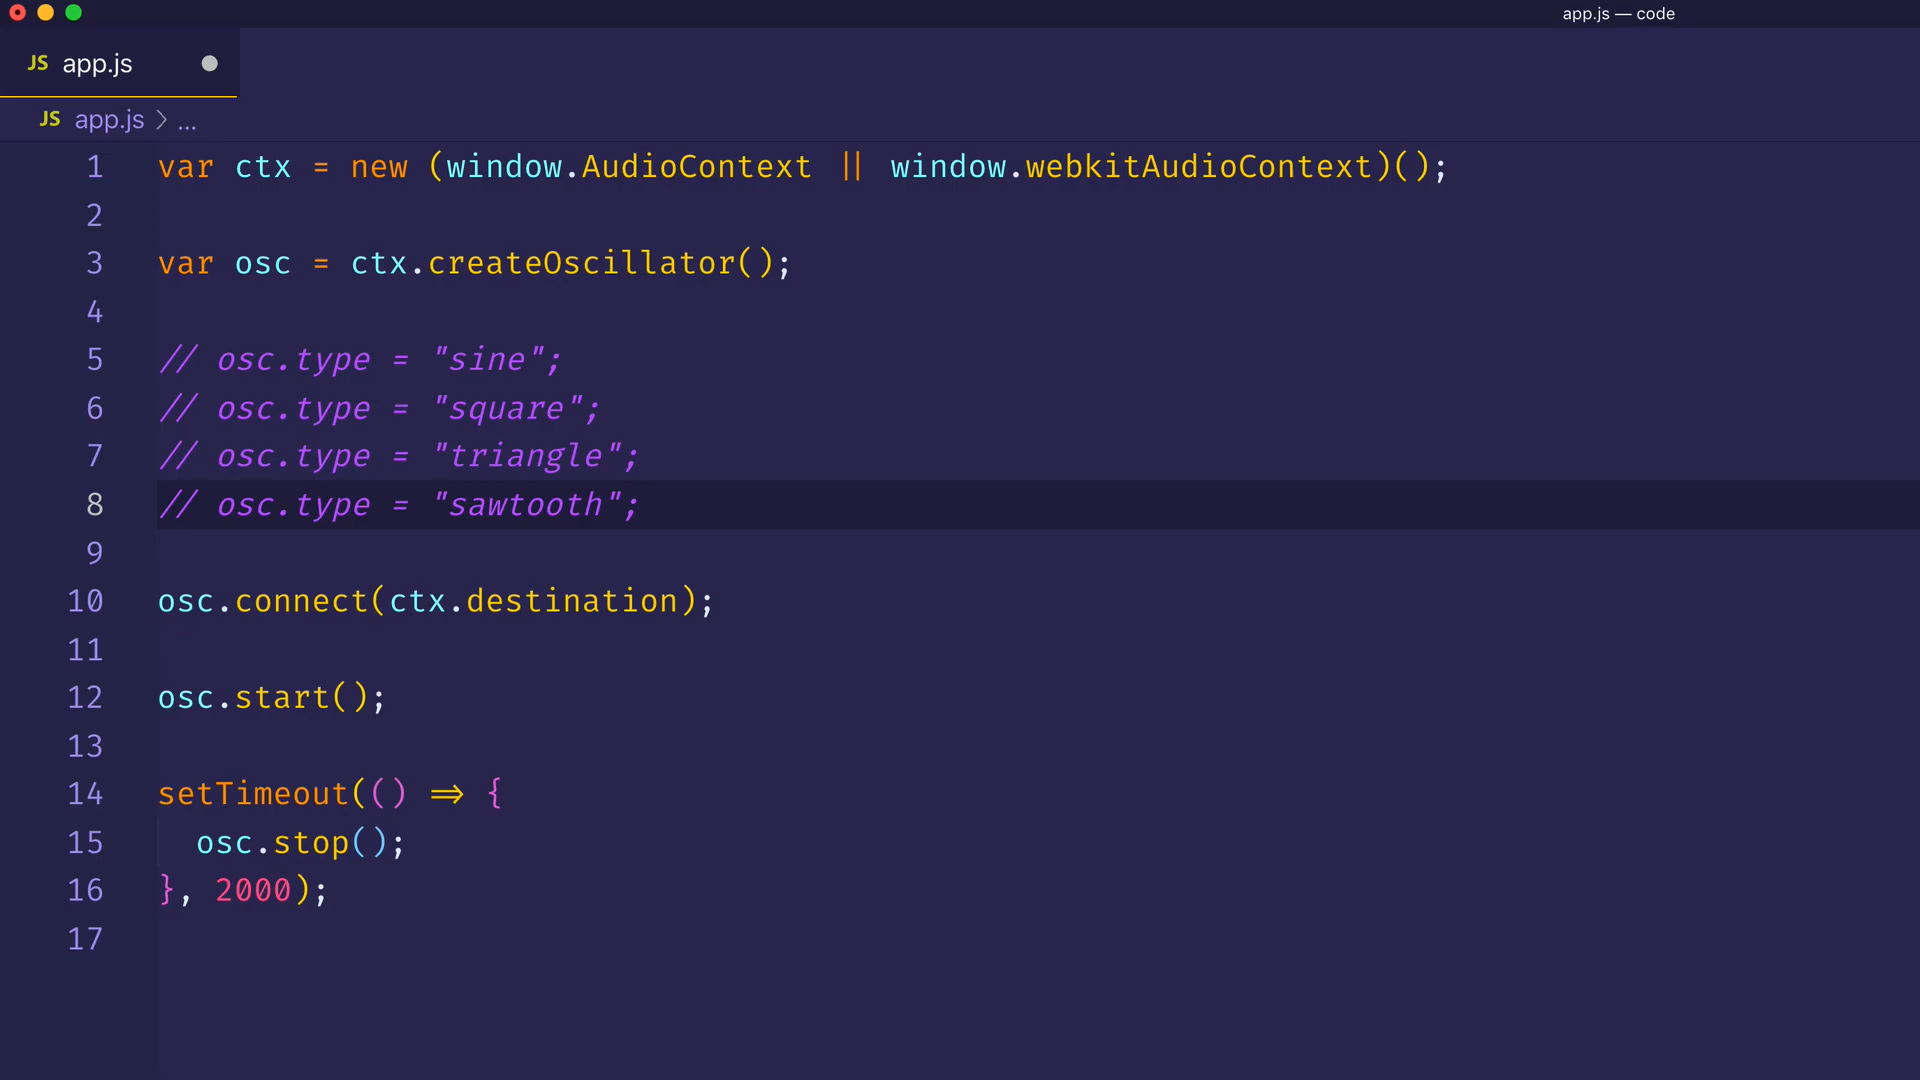 app.js — code
JS app.js
JS app.js > ...
1 var ctx = new (window.AudioContext || window.webkitAudioContext)();
2
3 var osc = ctx.createOscillator();
4
5 // osc.type = "sine";
6 // osc.type = "square";
7 // osc.type = "triangle";
8 // osc.type = "sawtooth";
9
10 osc.connect(ctx.destination);
11
12 osc.start();
13
14 setTimeout(() => {
15   osc.stop();
16 }, 2000);
17